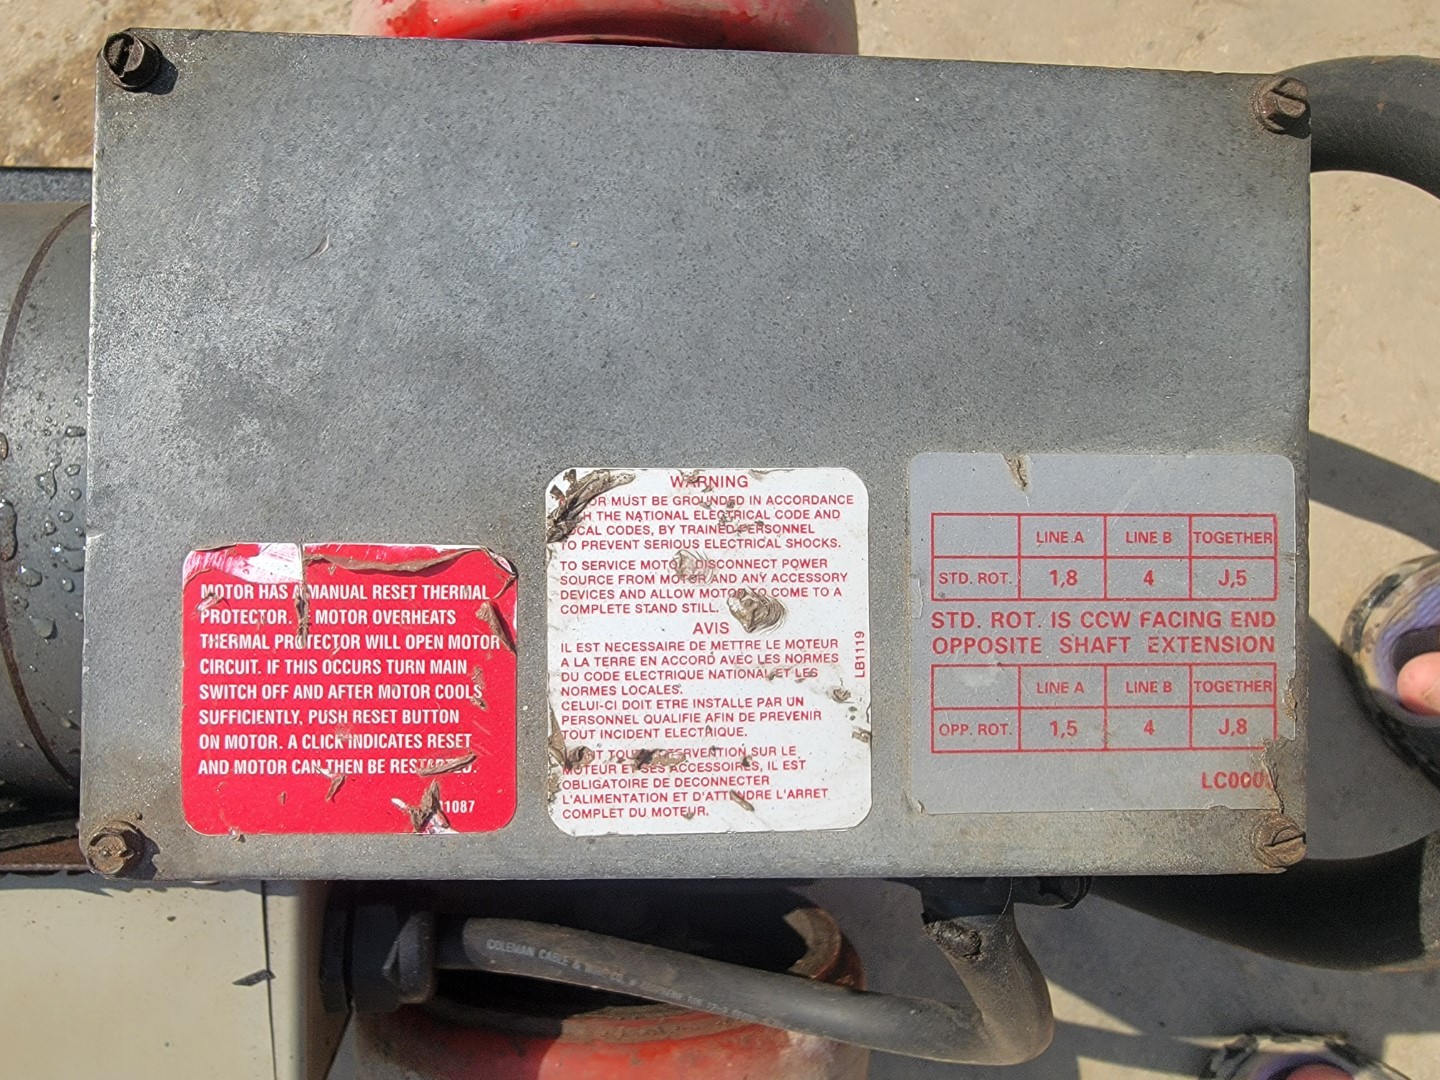 MOTOR HAS A MANUAL RESET THERMAL
PROTECTOR. MOTOR OVERHEATS
THERMAL PROTECTOR WILL OPEN MOTOR
CIRCUIT. IF THIS OCCURS TURN MAIN
SWITCH OFF AND AFTER MOTOR COOLS
SUFFICIENTLY, PUSH RESET BUTTON
ON MOTOR. A CLICK INDICATES RESET
AND MOTOR CAN THEN BE RESTARTED.
1087
WARNING
MUST BE GROUNDED IN ACCORDANCE
THE NATIONAL ELECTRICAL CODE AND
CODES, BY TRAINED PERSONNEL
TO PREVENT SERIOUS ELECTRICAL SHOCKS.
TO SERVICE MOTOR DISCONNECT POWER
SOURCE FROM MOTOR AND ANY ACCESSORY
DEVICES AND ALLOW MOTOR TO COME TO A
COMPLETE STAND STILL.
AVIS
IL EST NECESSAIRE DE METTRE LE MOTEUR
A LA TERRE EN ACCORD AVEC LES NORMES
DU CODE ELECTRIQUE NATIONAL ET LES
NORMES LOCALES.
CELUI-CI DOIT ETRE INSTALLE PAR UN
PERSONNEL QUALIFIE AFIN DE PREVENIR
TOUT INCIDENT ELECTRIQUE.
SUR LE
MOTEUR ET SES ACCESSOIRES, IL EST
OBLIGATOIRE DE DECONNECTER
L'ALIMENTATION ET D'ATTENDRE L'ARRET
COMPLET DU MOTEUR.
LB1119
LINE A LINE B TOGETHER
STD. ROT. 1,8 4 J,5
STD. ROT. IS CCW FACING END
OPPOSITE SHAFT EXTENSION
LINE A LINE B TOGETHER
OPP. ROT. 1,5 4 J,8
LC000
COLEMAN CABLE &